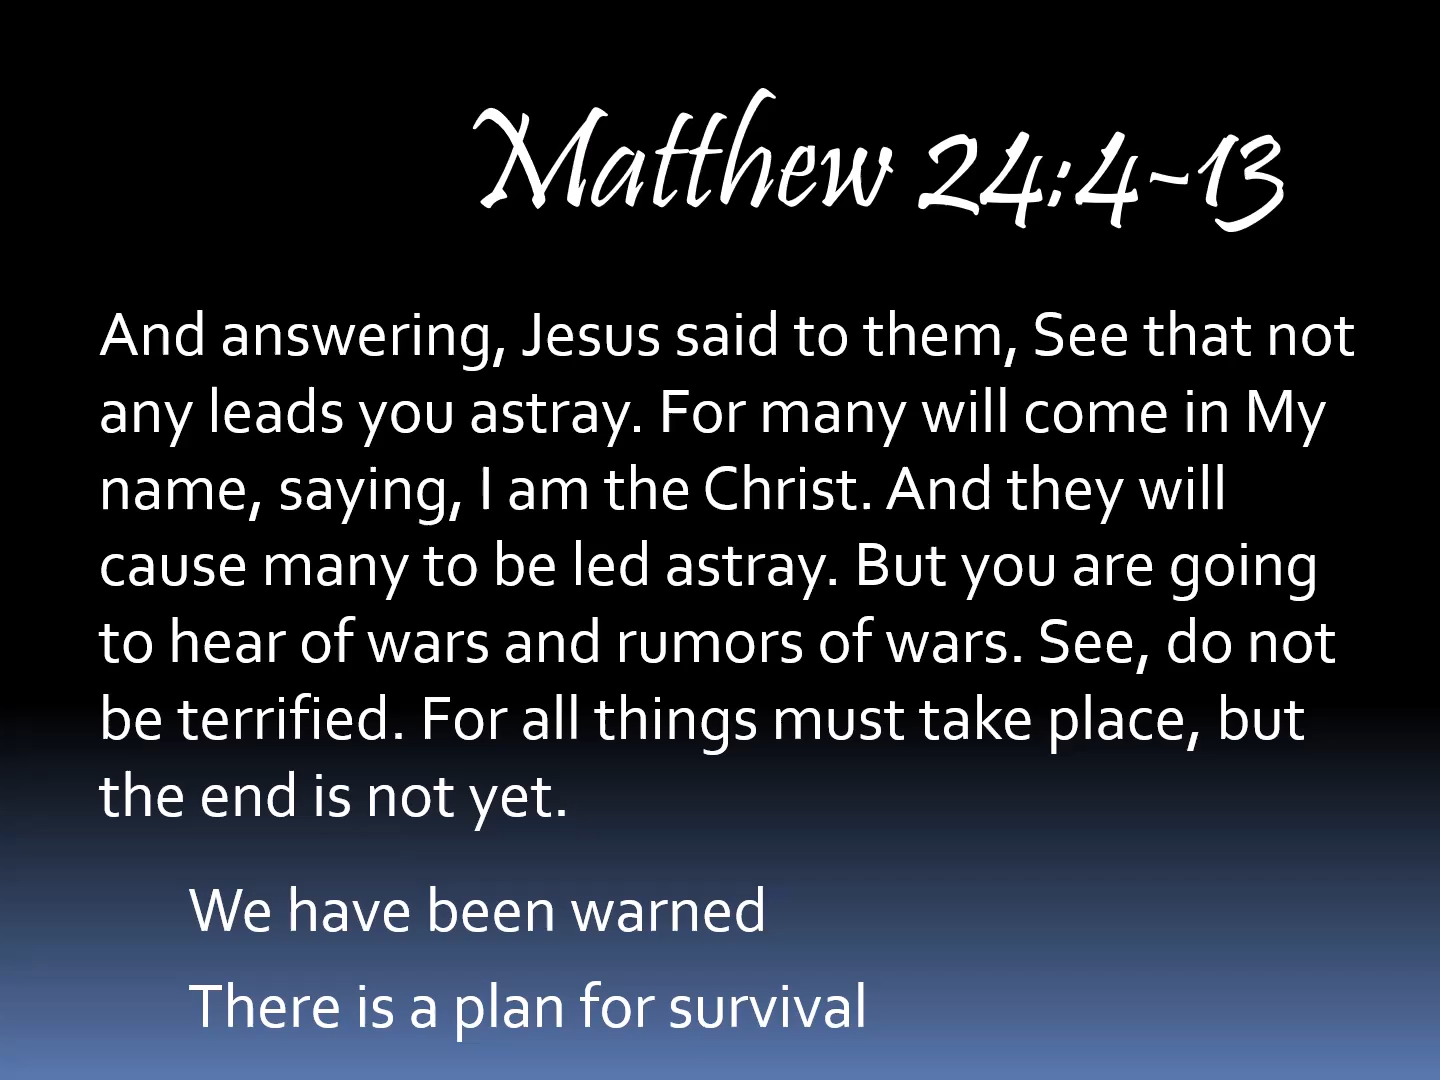 Matthew 24:4-13
And answering, Jesus said to them, See that not
any leads you astray. For many will come in My
name, saying, I am the Christ. And they will
cause many to be led astray. But you are going
to hear of wars and rumors of wars. See, do not
be terrified. For all things must take place, but
the end is not yet.
We have been warned
There is a plan for survival